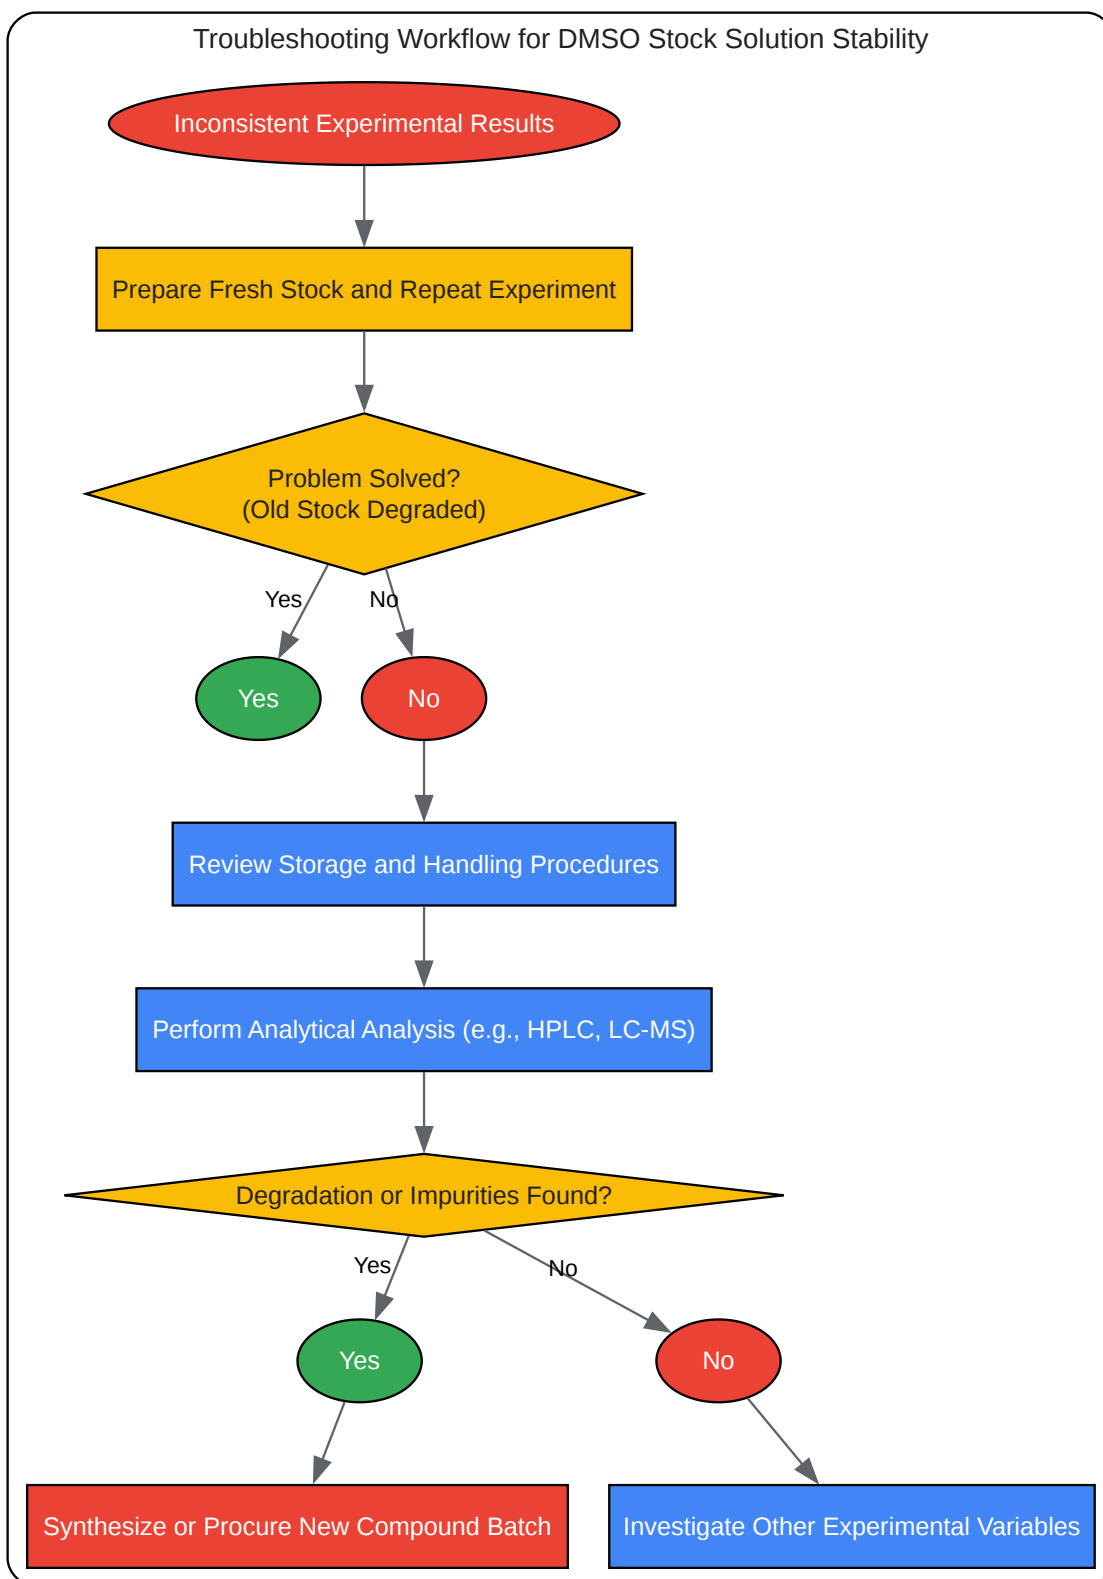 Troubleshooting Workflow for DMSO Stock Solution Stability
Inconsistent Experimental Results
Prepare Fresh Stock and Repeat Experiment
Problem Solved?
(Old Stock Degraded)
Yes
No
Yes
No
Review Storage and Handling Procedures
Perform Analytical Analysis (e.g., HPLC, LC-MS)
Degradation or Impurities Found?
Yes
No
Yes
No
Synthesize or Procure New Compound Batch
Investigate Other Experimental Variables